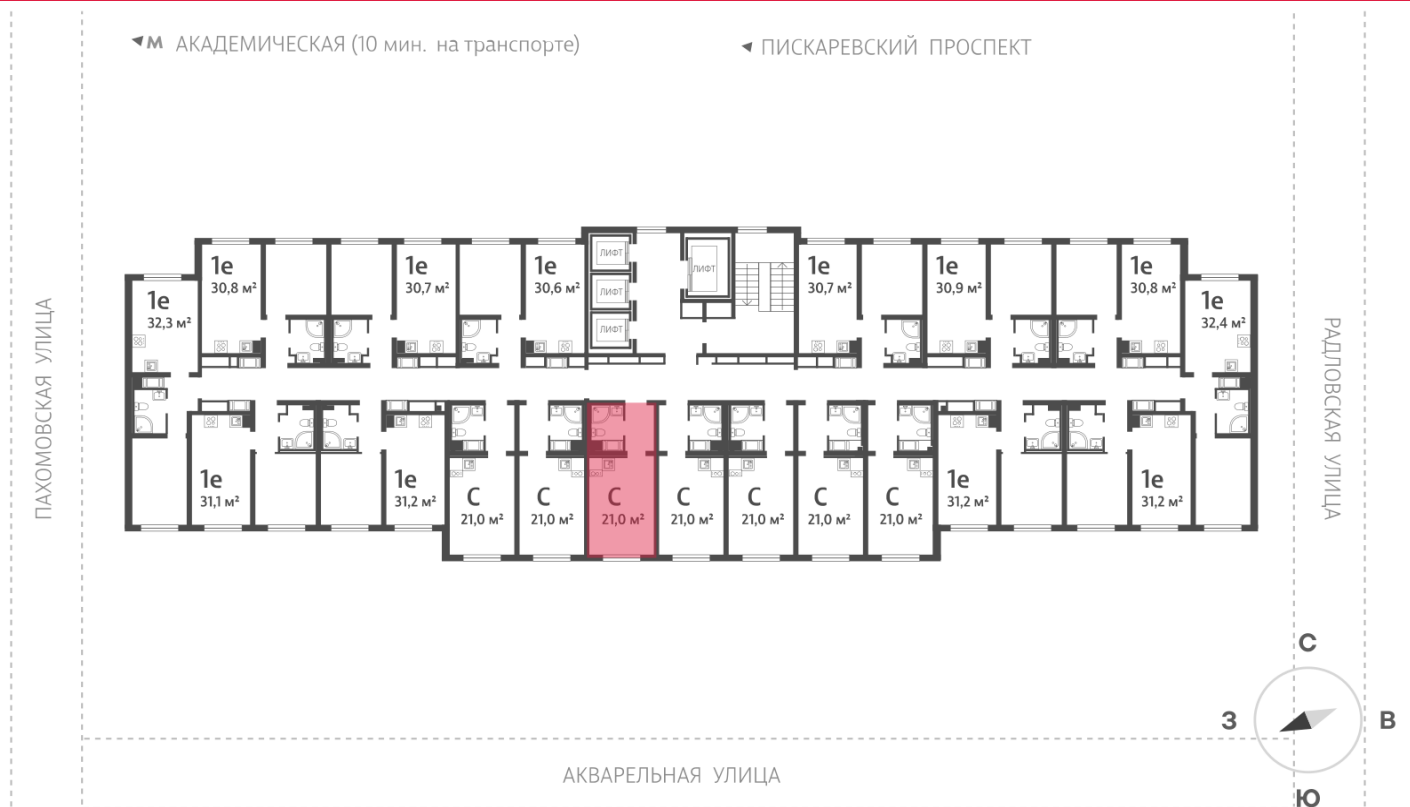 М АКАДЕМИЧЕСКАЯ (10 мин. на транспорте)
ПИСКАРЕВСКИЙ ПРОСПЕКТ
ПАХОМОВСКАЯ УЛИЦА
1е
32,3 м²
1е
30,8 м²
1е
30,7 м²
1е
30,6 м²
ЛИФТ
ЛИФТ
ЛИФТ
ЛИФТ
1е
30,7 м²
1е
30,9 м²
1е
30,8 м²
1е
32,4 м²
РАДЛОВСКАЯ УЛИЦА
1е
31,1 м²
1е
31,2 м²
С
21,0 м²
С
21,0 м²
С
21,0 м²
С
21,0 м²
С
21,0 м²
С
21,0 м²
С
21,0 м²
1е
31,2 м²
1е
31,2 м²
С
З
В
Ю
АКВАРЕЛЬНАЯ УЛИЦА